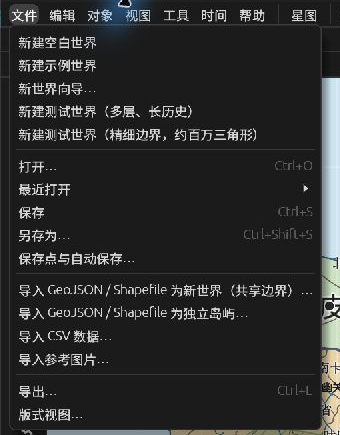 文件 编辑 对象 视图 工具 时间 帮助 星图
新建空白世界
新建示例世界
新世界向导…
新建测试世界（多层、长历史）
新建测试世界（精细边界，约百万三角形）
打开… Ctrl+O
最近打开
保存 Ctrl+S
另存为… Ctrl+Shift+S
保存点与自动保存…
导入 GeoJSON / Shapefile 为新世界（共享边界）…
导入 GeoJSON / Shapefile 为独立岛屿…
导入 CSV 数据…
导入参考图片…
导出… Ctrl+L
版式视图…